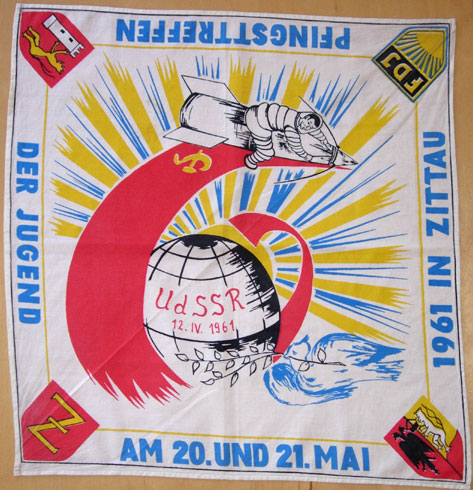 PFINGSTTREFFEN
DER JUGEND
1961 IN ZITTAU
AM 20. UND 21. MAI
FDJ
UdSSR
12. IV. 1961
Z